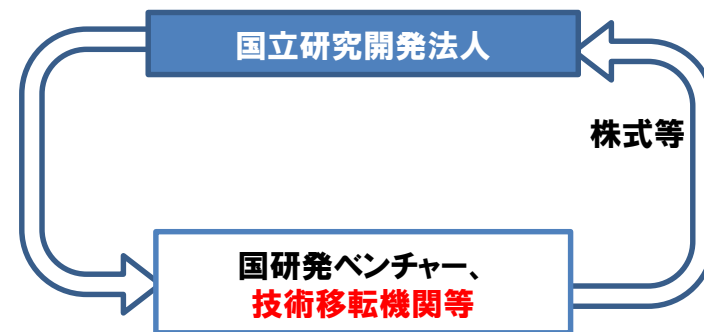 国立研究開発法人
株式等
国研発ベンチャー、
技術移転機関等